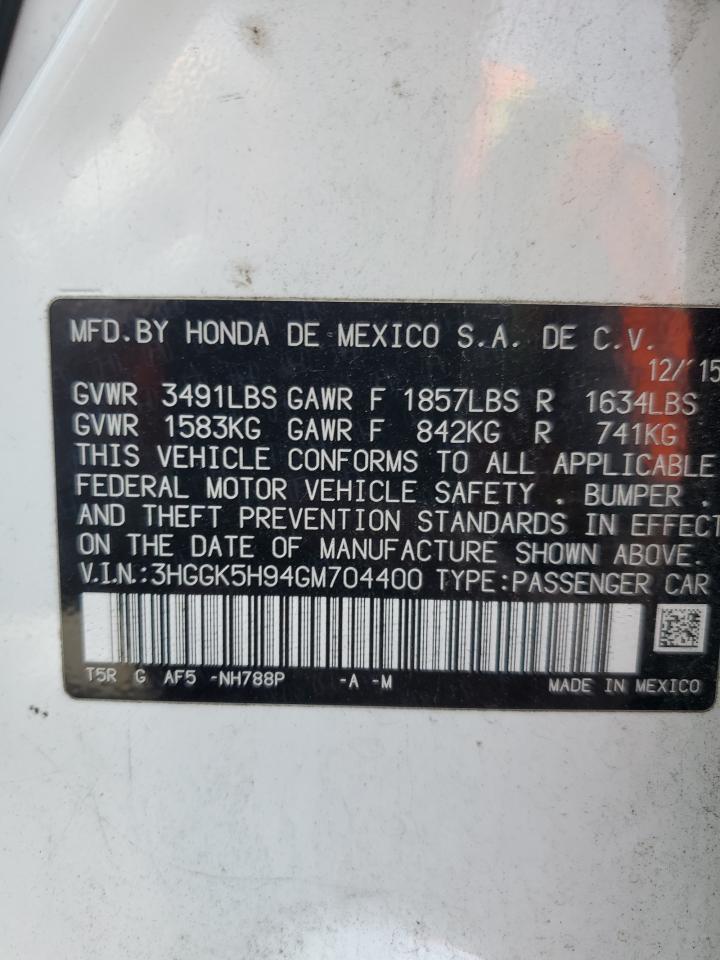 MFD.BY HONDA DE MEXICO S.A. DE C.V.
12/'15
GVWR 3491LBS GAWR F 1857LBS R 1634LBS
GVWR 1583KG GAWR F 842KG R 741KG
THIS VEHICLE CONFORMS TO ALL APPLICABLE
FEDERAL MOTOR VEHICLE SAFETY . BUMPER .
AND THEFT PREVENTION STANDARDS IN EFFECT
ON THE DATE OF MANUFACTURE SHOWN ABOVE.
V.I.N.:3HGGK5H94GM704400 TYPE:PASSENGER CAR
T5R G AF5 -NH788P -A -M MADE IN MEXICO